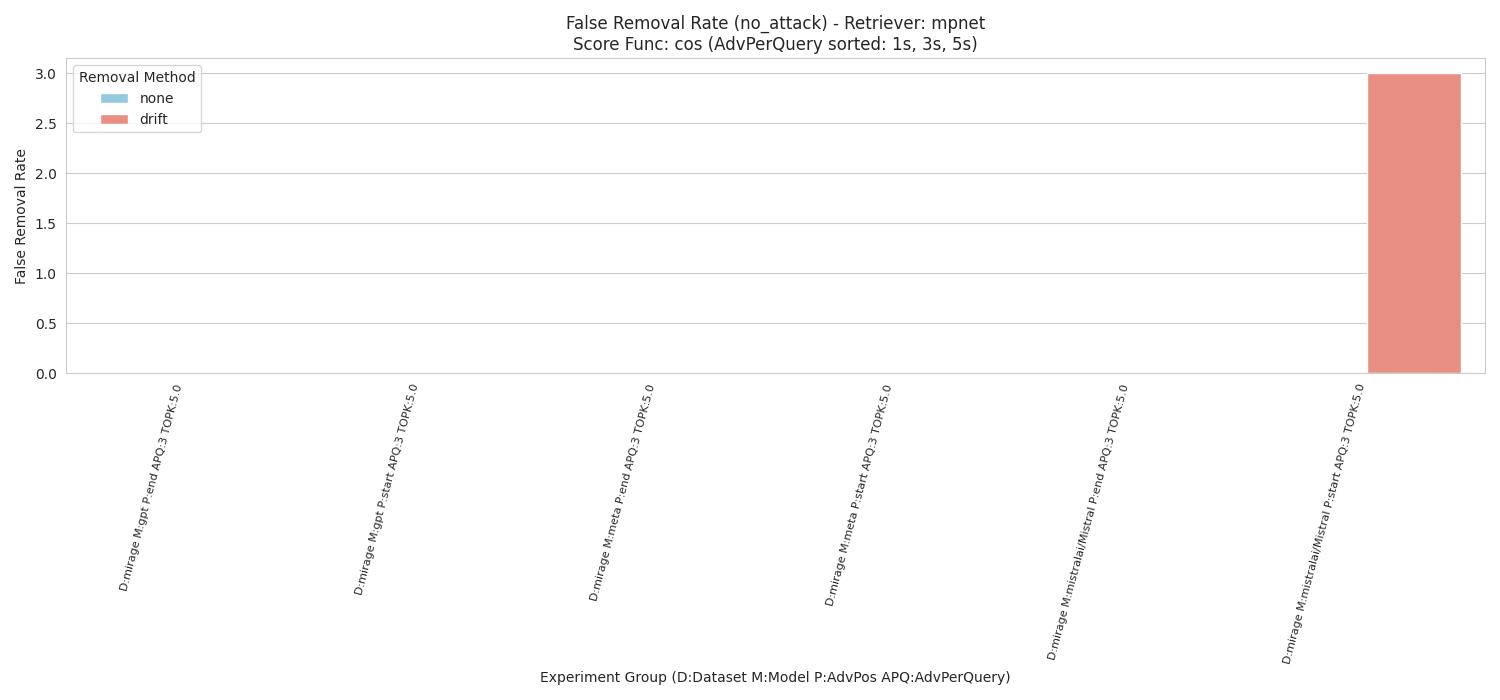 False Removal Rate (no_attack) - Retriever: mpnet
Score Func: cos (AdvPerQuery sorted: 1s, 3s, 5s)
Removal Method
none
drift
False Removal Rate
3.0
2.5
2.0
1.5
1.0
0.5
0.0
D:mirage M:gpt P:end APQ:3 TOPK:5.0
D:mirage M:gpt P:start APQ:3 TOPK:5.0
D:mirage M:meta P:end APQ:3 TOPK:5.0
D:mirage M:meta P:start APQ:3 TOPK:5.0
D:mirage M:mistralai/Mistral P:end APQ:3 TOPK:5.0
D:mirage M:mistralai/Mistral P:start APQ:3 TOPK:5.0
Experiment Group (D:Dataset M:Model P:AdvPos APQ:AdvPerQuery)